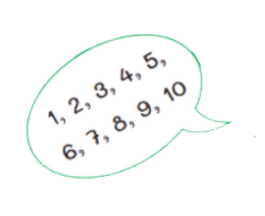 1, 2, 3, 4, 5,
6, 7, 8, 9, 10